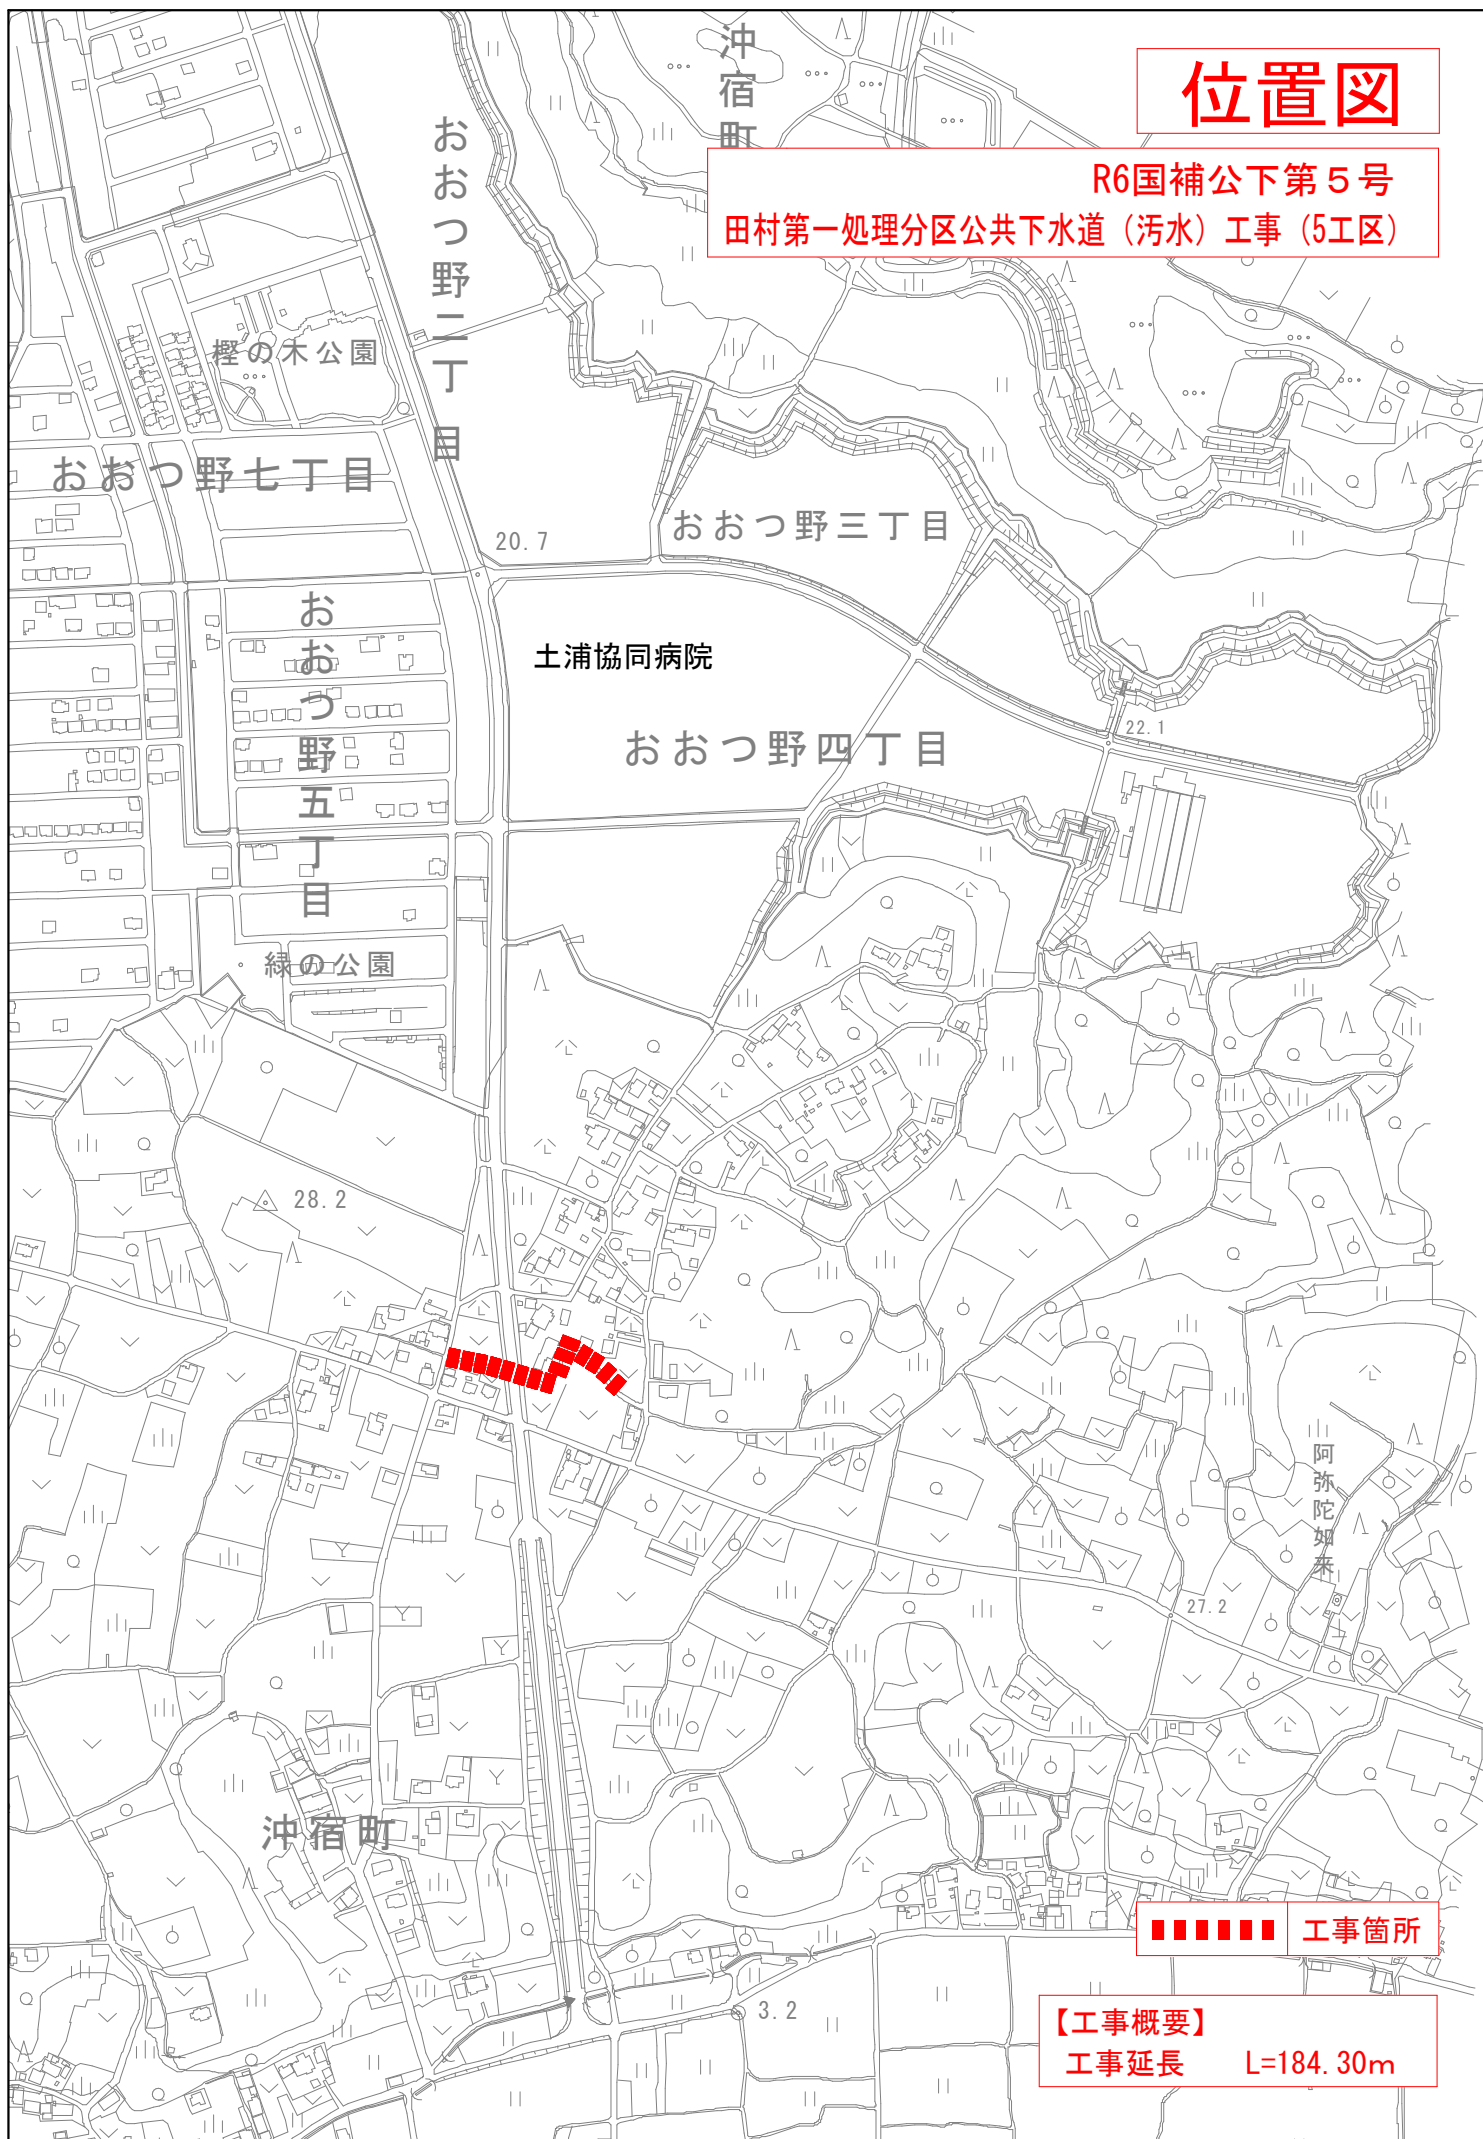 位置図
R6国補公下第５号
田村第一処理分区公共下水道（汚水）工事（5工区）
沖宿町
おおつ野二丁目
樫の木公園
おおつ野七丁目
20.7
おおつ野三丁目
おおつ野五丁目
土浦協同病院
おおつ野四丁目
22.1
緑の公園
28.2
阿弥陀如来
27.2
沖宿町
工事箇所
3.2
【工事概要】
工事延長 L=184.30m